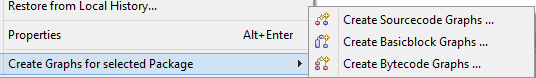 Restore from Local History...
Properties Alt+Enter
Create Graphs for selected Package
Create Sourcecode Graphs ...
Create Basicblock Graphs ...
Create Bytecode Graphs ...